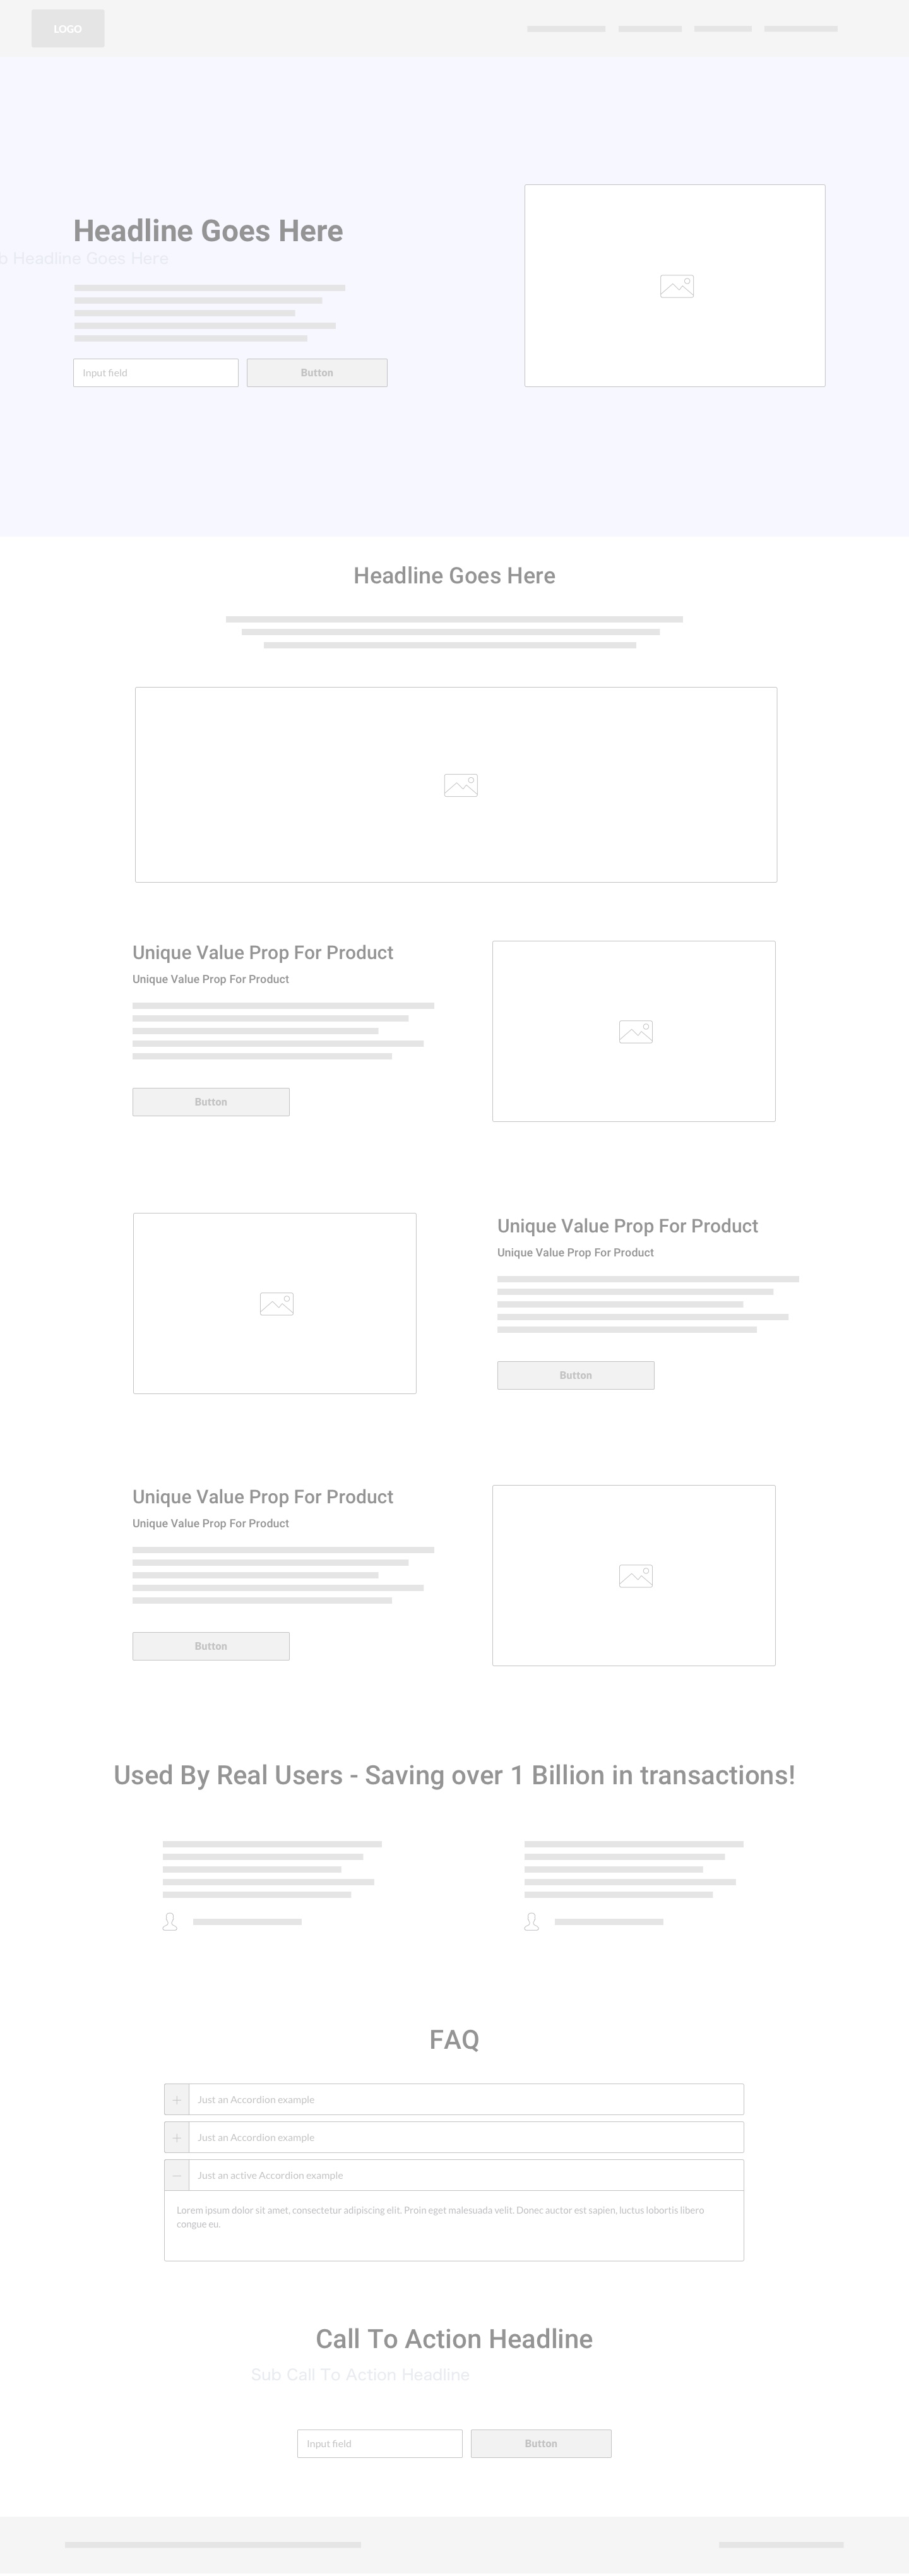 LOGO
Headline Goes Here
b Headline Goes Here
Input field
Button
Headline Goes Here
Unique Value Prop For Product
Unique Value Prop For Product
Button
Unique Value Prop For Product
Unique Value Prop For Product
Button
Unique Value Prop For Product
Unique Value Prop For Product
Button
Used By Real Users - Saving over 1 Billion in transactions!
FAQ
Just an Accordion example
Just an Accordion example
Just an active Accordion example
Lorem ipsum dolor sit amet, consectetur adipiscing elit. Proin eget malesuada velit. Donec auctor est sapien, luctus lobortis libero
congue eu.
Call To Action Headline
Sub Call To Action Headline
Input field
Button